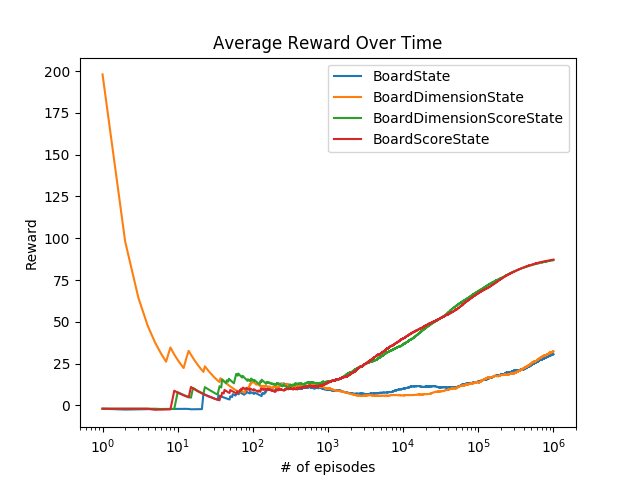 Average Reward Over Time
200
175
150
125
100
75
50
25
0
Reward
BoardState
BoardDimensionState
BoardDimensionScoreState
BoardScoreState
10⁰ 10¹ 10² 10³ 10⁴ 10⁵ 10⁶
# of episodes